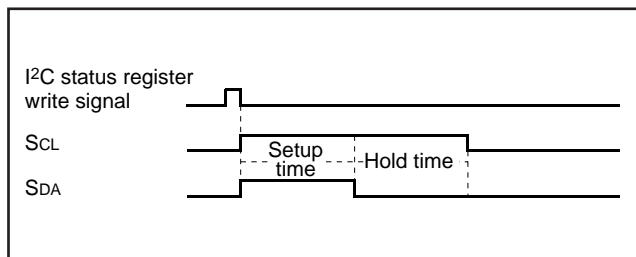 I²C status register
write signal
SCL
Setup
time
Hold time
SDA